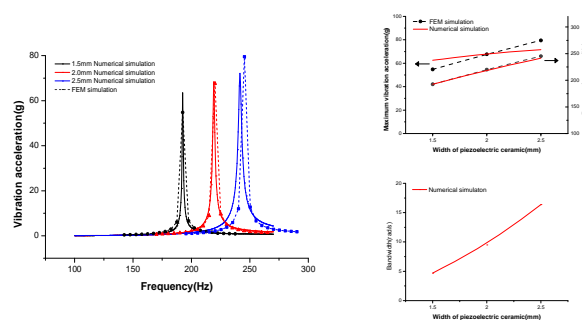 80
60
40
20
0
100
150
200
250
290
Vibration acceleration(g)
Frequency(Hz)
1.5mm Numerical simulation
2.0mm Numerical simulation
2.5mm Numerical simulation
FEM simulation
100
80
60
40
20
0
300
250
200
150
100
1.5
2
2.5
Maximum vibration acceleration(g)
Width of piezoelectric ceramic(mm)
FEM simulation
Numerical simulation
20
15
10
5
0
1.5
2
2.5
Width of piezoelectric ceramic(mm)